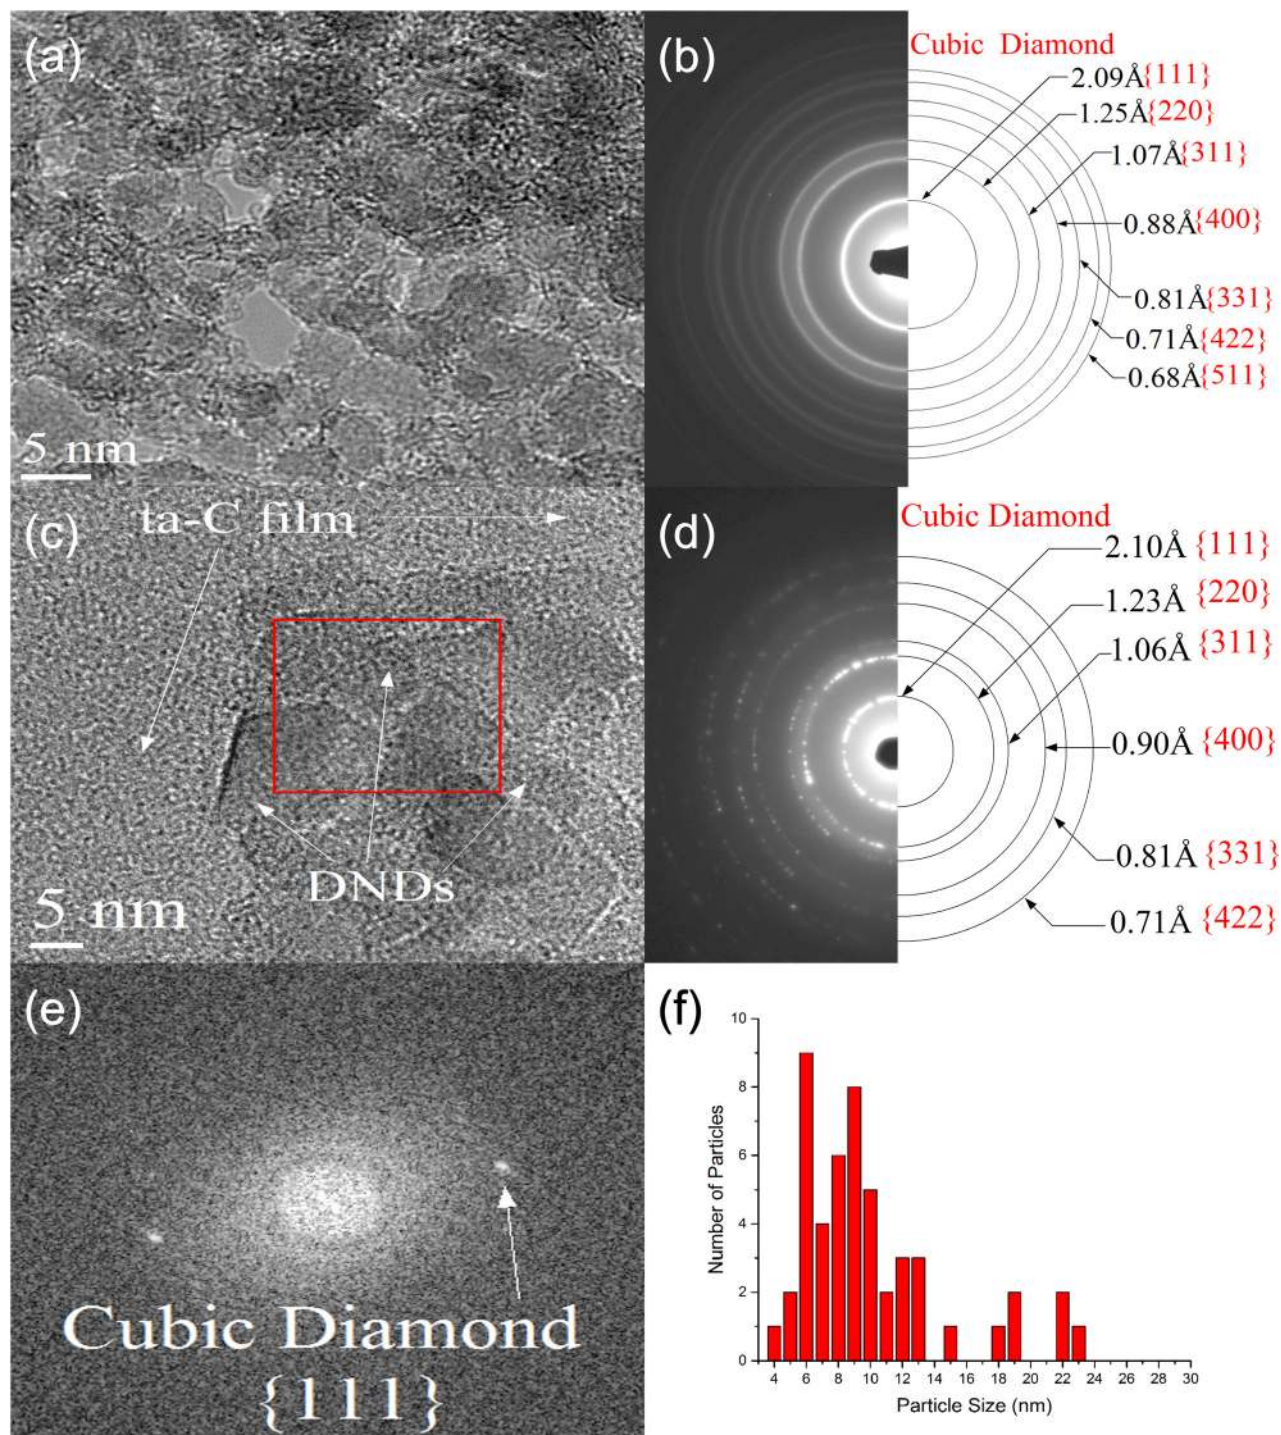 (a)
5 nm
(b)
Cubic Diamond
2.09Å{111}
1.25Å{220}
1.07Å{311}
0.88Å{400}
0.81Å{331}
0.71Å{422}
0.68Å{511}
(c)
ta-C film
DNDs
5 nm
(d)
Cubic Diamond
2.10Å {111}
1.23Å {220}
1.06Å {311}
0.90Å {400}
0.81Å {331}
0.71Å {422}
(e)
Cubic Diamond
{111}
(f)
10
8
6
4
2
0
Number of Particles
4 6 8 10 12 14 16 18 20 22 24 26 28 30
Particle Size (nm)